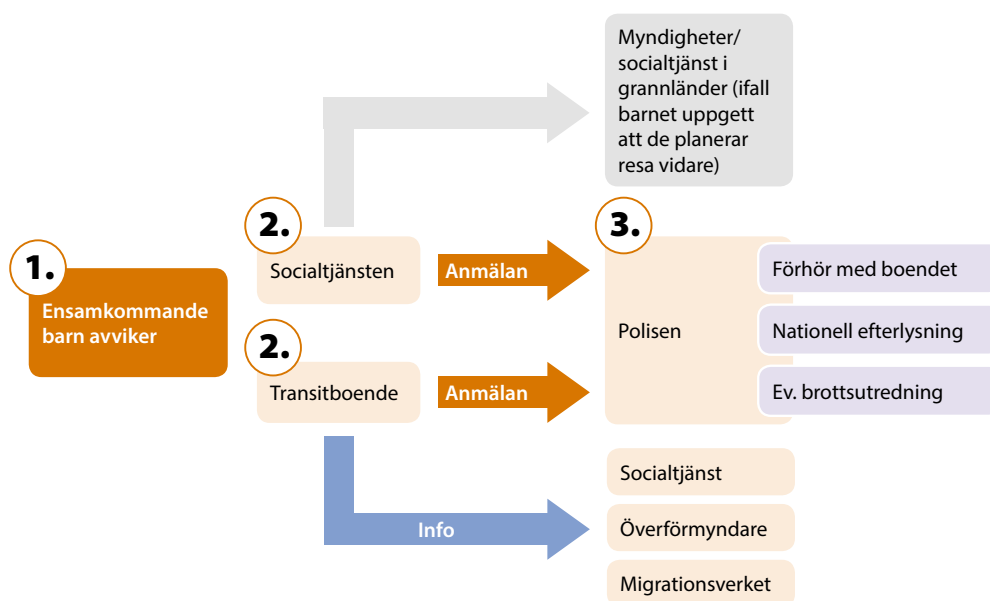 Myndigheter/
socialtjänst i
grannländer (ifall
barnet uppgett
att de planerar
resa vidare)
1.
Ensamkommande
barn avviker
2.
Socialtjänsten
Anmälan
2.
Transitboende
Anmälan
3.
Polisen
Förhör med boendet
Nationell efterlysning
Ev. brottsutredning
Info
Socialtjänst
Överförmyndare
Migrationsverket